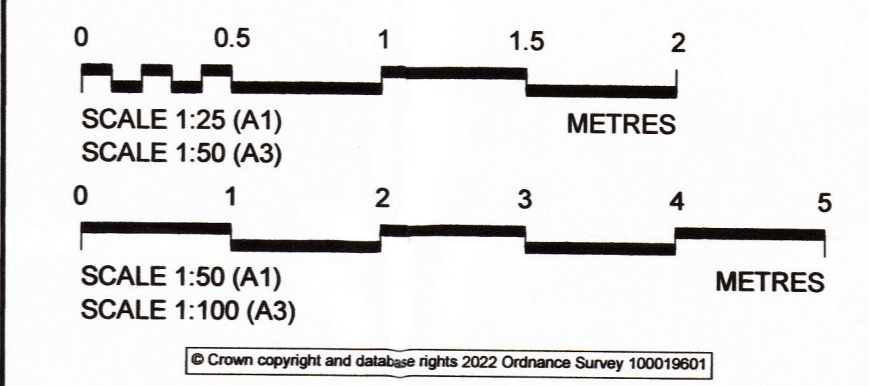 0 0.5 1 1.5 2
SCALE 1:25 (A1) METRES
SCALE 1:50 (A3)
0 1 2 3 4 5
SCALE 1:50 (A1) METRES
SCALE 1:100 (A3)
© Crown copyright and database rights 2022 Ordnance Survey 100019601